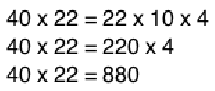 40 x 22 = 22 x 10 x 4
40 x 22 = 220 x 4
40 x 22 = 880